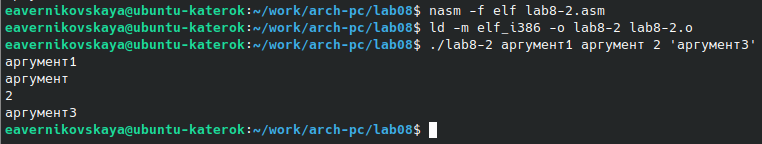 eavernikovskaya@ubuntu-katerok:~/work/arch-pc/lab08$ nasm -f elf lab8-2.asm
eavernikovskaya@ubuntu-katerok:~/work/arch-pc/lab08$ ld -m elf_i386 -o lab8-2 lab8-2.o
eavernikovskaya@ubuntu-katerok:~/work/arch-pc/lab08$ ./lab8-2 аргумент1 аргумент 2 'аргумент3'
аргумент1
аргумент
2
аргумент3
eavernikovskaya@ubuntu-katerok:~/work/arch-pc/lab08$